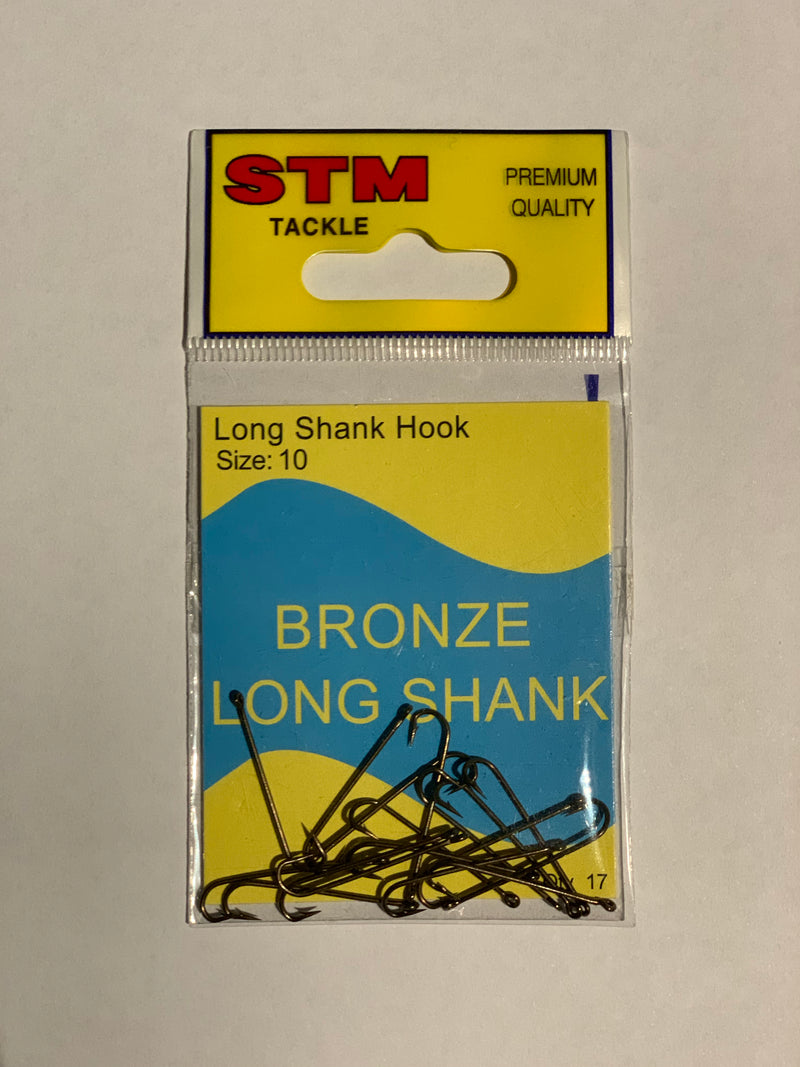 STM
TACKLE
PREMIUM
QUALITY
Long Shank Hook
Size: 10
BRONZE
LONG SHANK
17